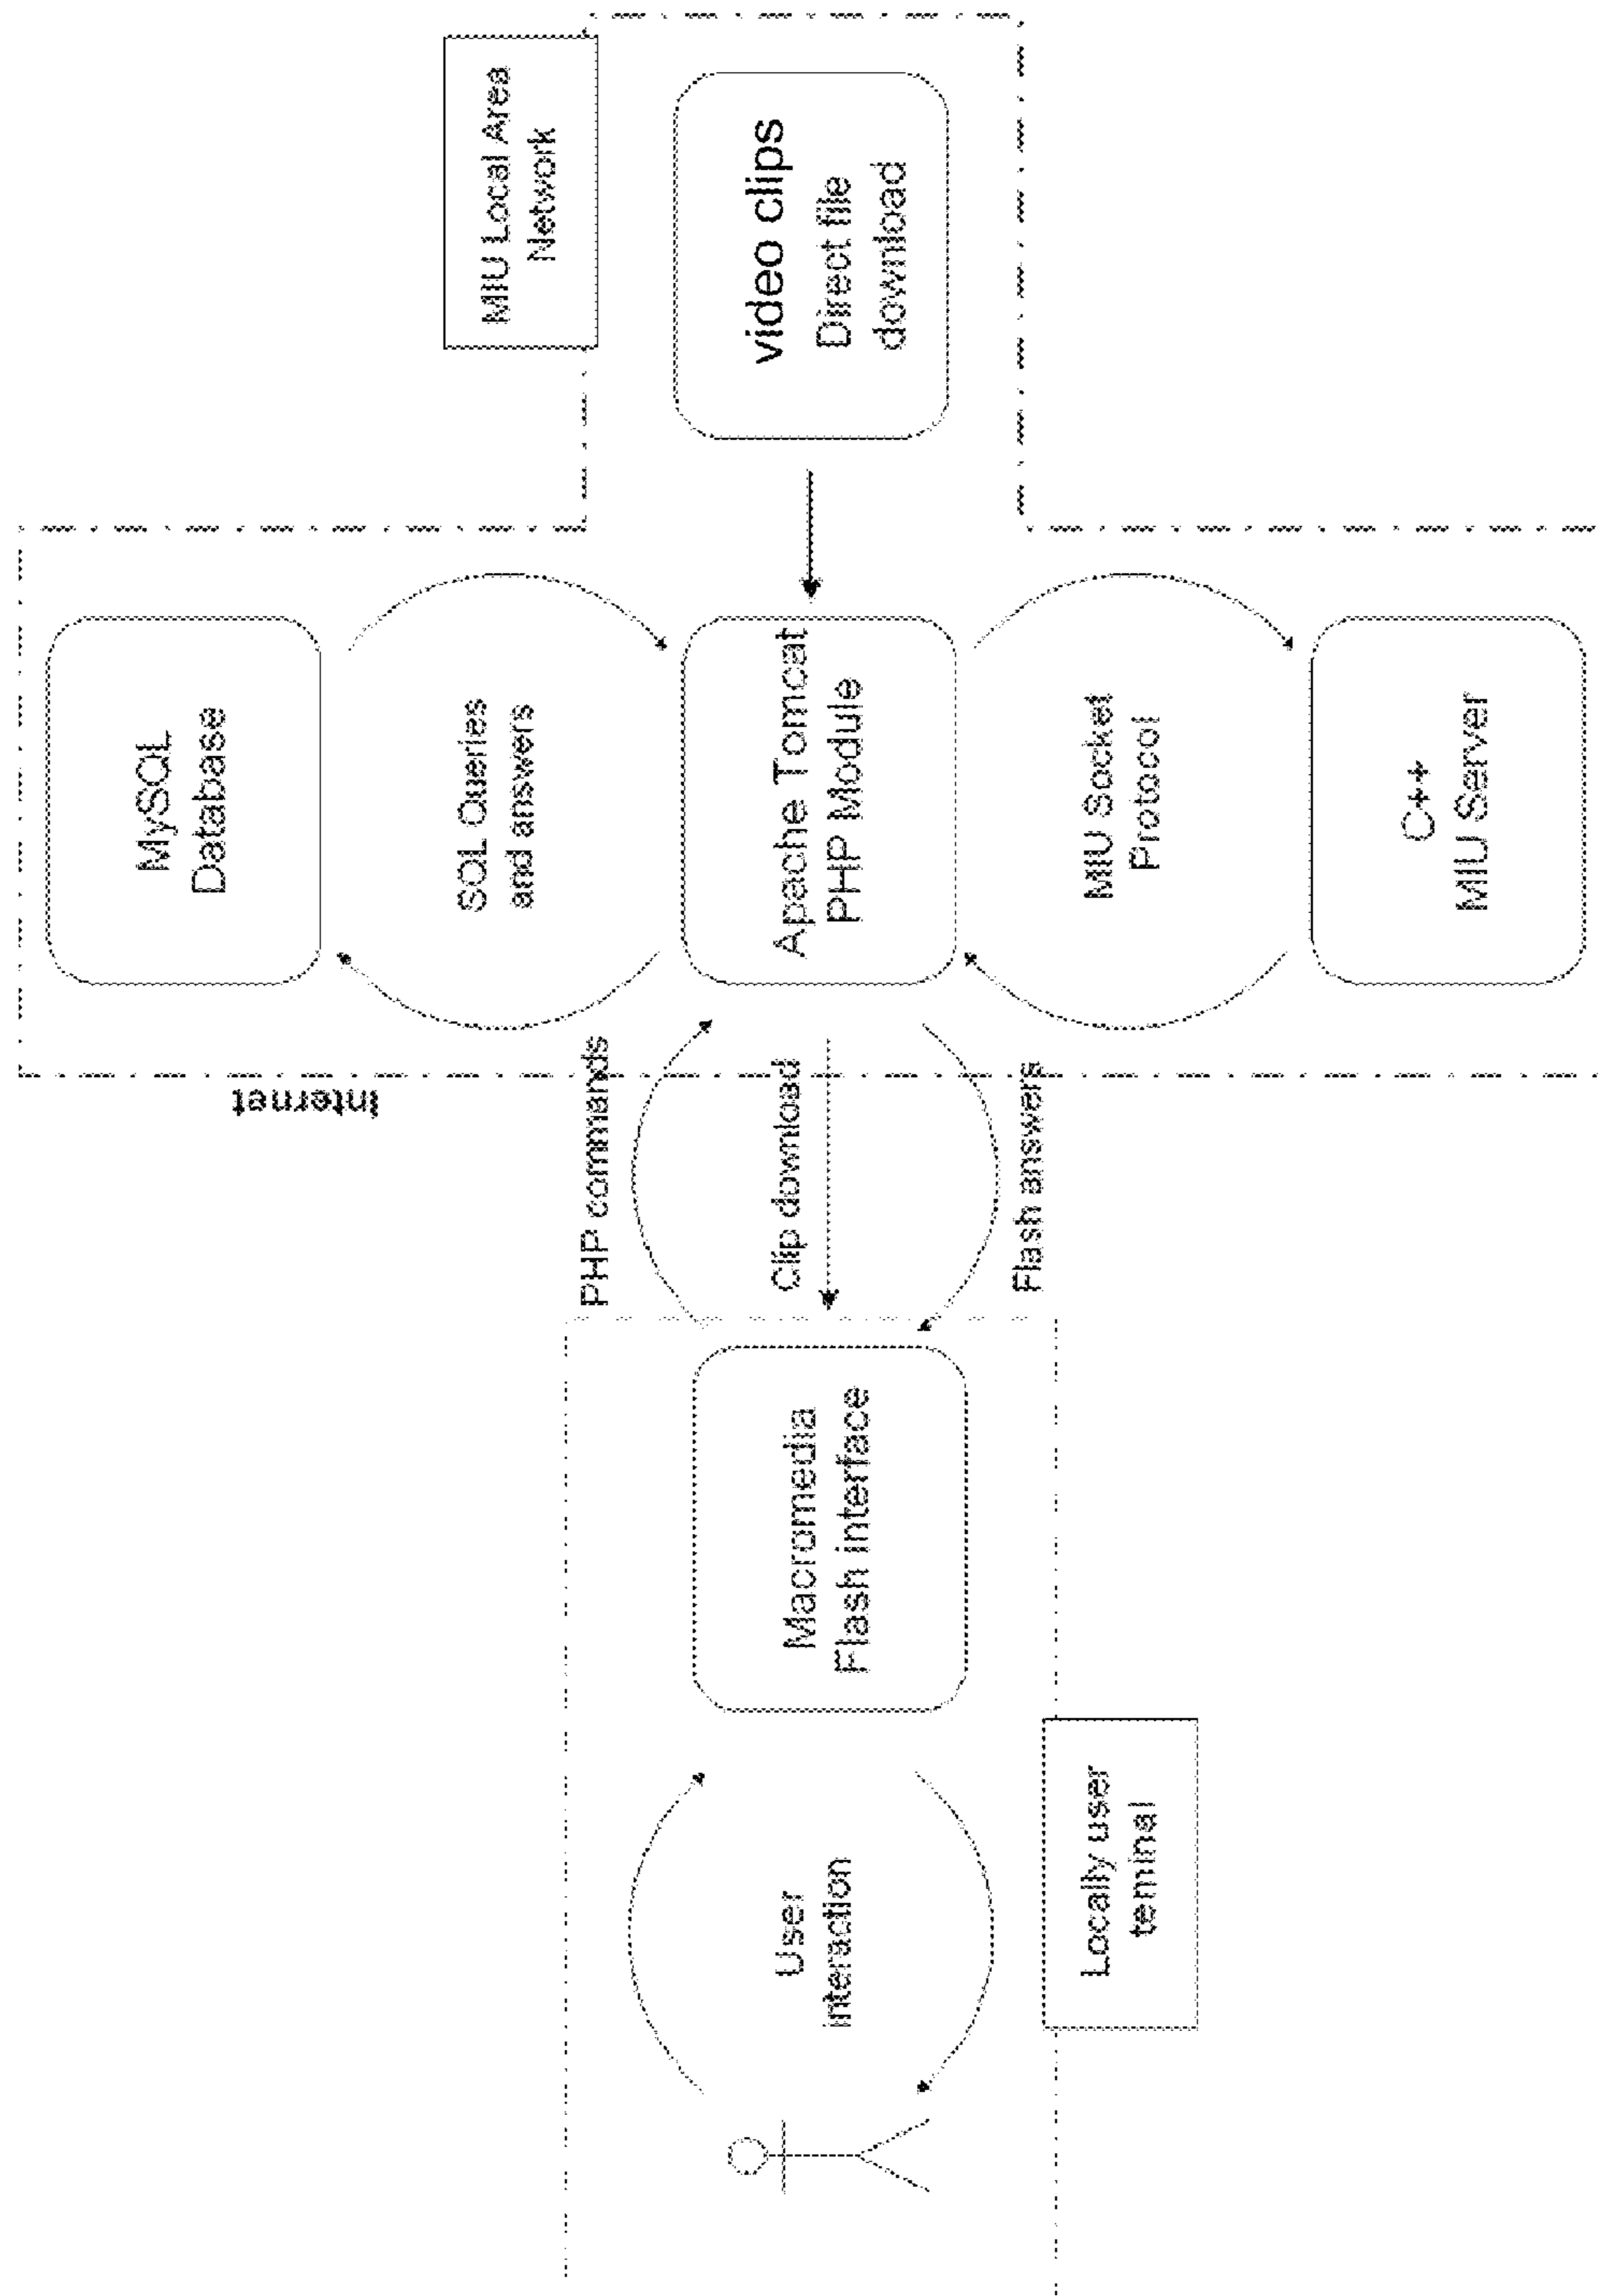 MIU Local Area
Network
video clips
Direct file
download
MySQL
Database
SQL Queries
and answers
Apache Tomcat
PHP Module
MIU Socket
Protocol
C++
MIU Server
Internet
PHP commands
Clip download
Flash answers
Macromedia
Flash interface
User
interaction
Locally user
teminal